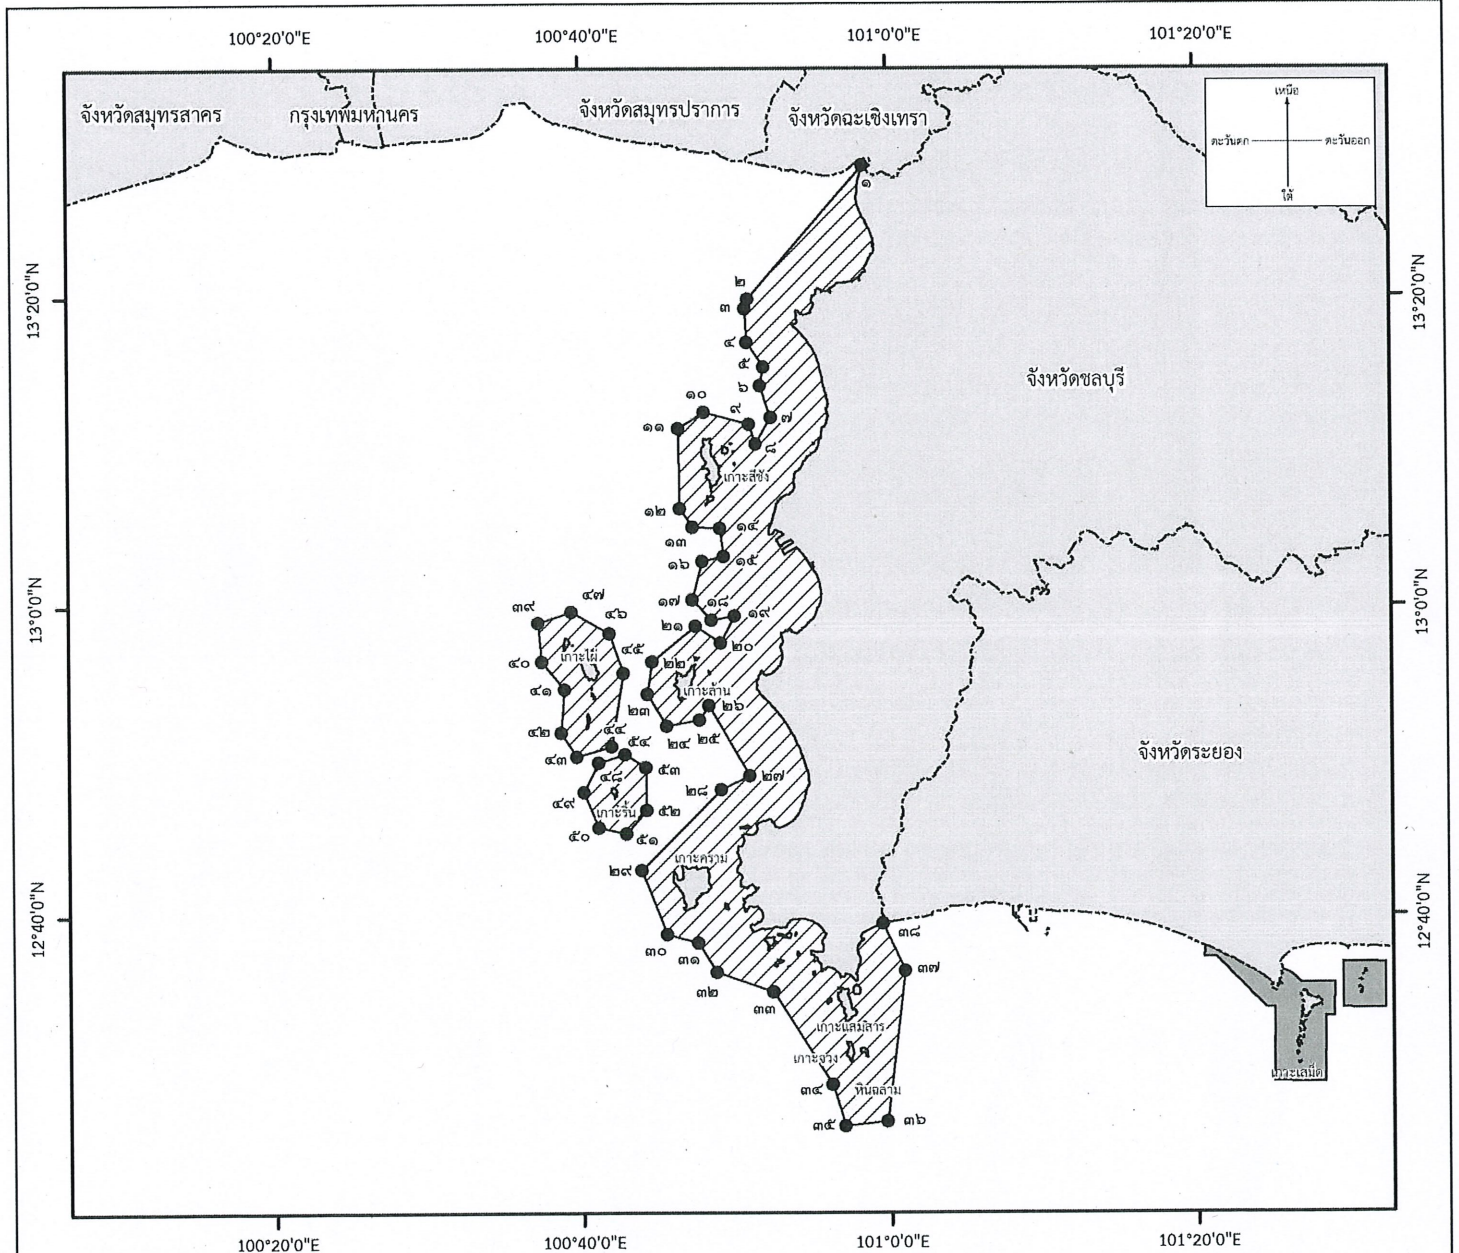 100°20'0"E
100°40'0"E
101°0'0"E
101°20'0"E
จังหวัดสมุทรสาคร
กรุงเทพมหานคร
จังหวัดสมุทรปราการ
จังหวัดฉะเชิงเทรา
เหนือ
ตะวันตก
ตะวันออก
ใต้
๑
13°20'0"N
13°20'0"N
๒
๓
๔
๕
๖
๗
๘
๙
๑๐
๑๑
จังหวัดชลบุรี
เกาะสีชัง
๑๒
๑๓
๑๔
๑๕
๑๖
๑๗
๑๘
๑๙
๒๐
๒๑
13°0'0"N
13°0'0"N
๓๙
๔๗
๔๖
๔๕
๔๐
เกาะไผ่
๔๑
๔๒
๔๓
๔๔
๒๒
เกาะล้าน
๒๓
๒๔
๒๕
๒๖
๒๗
๒๘
๕๔
๕๓
๔๘
๔๙
เกาะริ้น
๕๒
๕๐
๕๑
จังหวัดระยอง
๒๙
เกาะคราม
12°40'0"N
12°40'0"N
๓๐
๓๑
๓๒
๓๓
๓๘
๓๗
เกาะแสมสาร
เกาะจวง
หินฉลาม
๓๔
๓๕
๓๖
เกาะเสม็ด
100°20'0"E
100°40'0"E
101°0'0"E
101°20'0"E